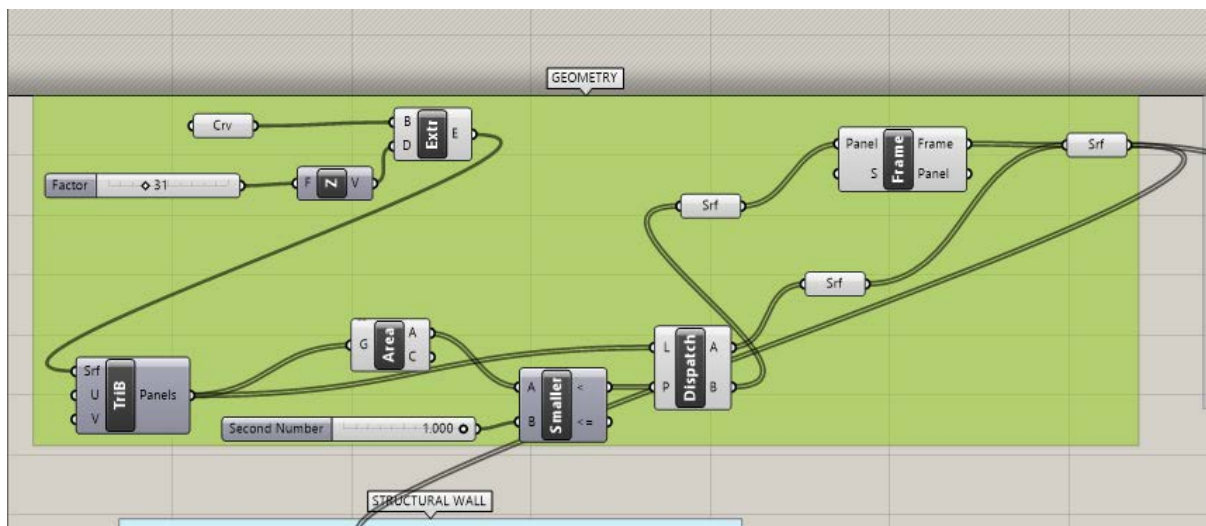 GEOMETRY
Crv
B
D
Extr
E
Factor
31
F
Z
V
Panel
S
Frame
Frame
Panel
Srf
Srf
Srf
Srf
U
V
TriB
Panels
G
Area
A
C
L
P
Dispatch
A
B
Second Number
1.000
A
B
Smaller
<
<=
STRUCTURAL WALL